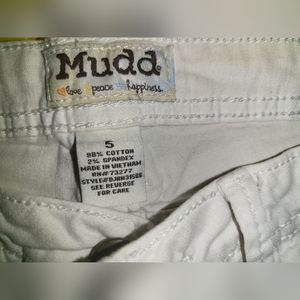 Mudd
love peace happiness
5
98% COTTON
2% SPANDEX
MADE IN VIETNAM
RN#73277
SEE REVERSE
FOR CARE